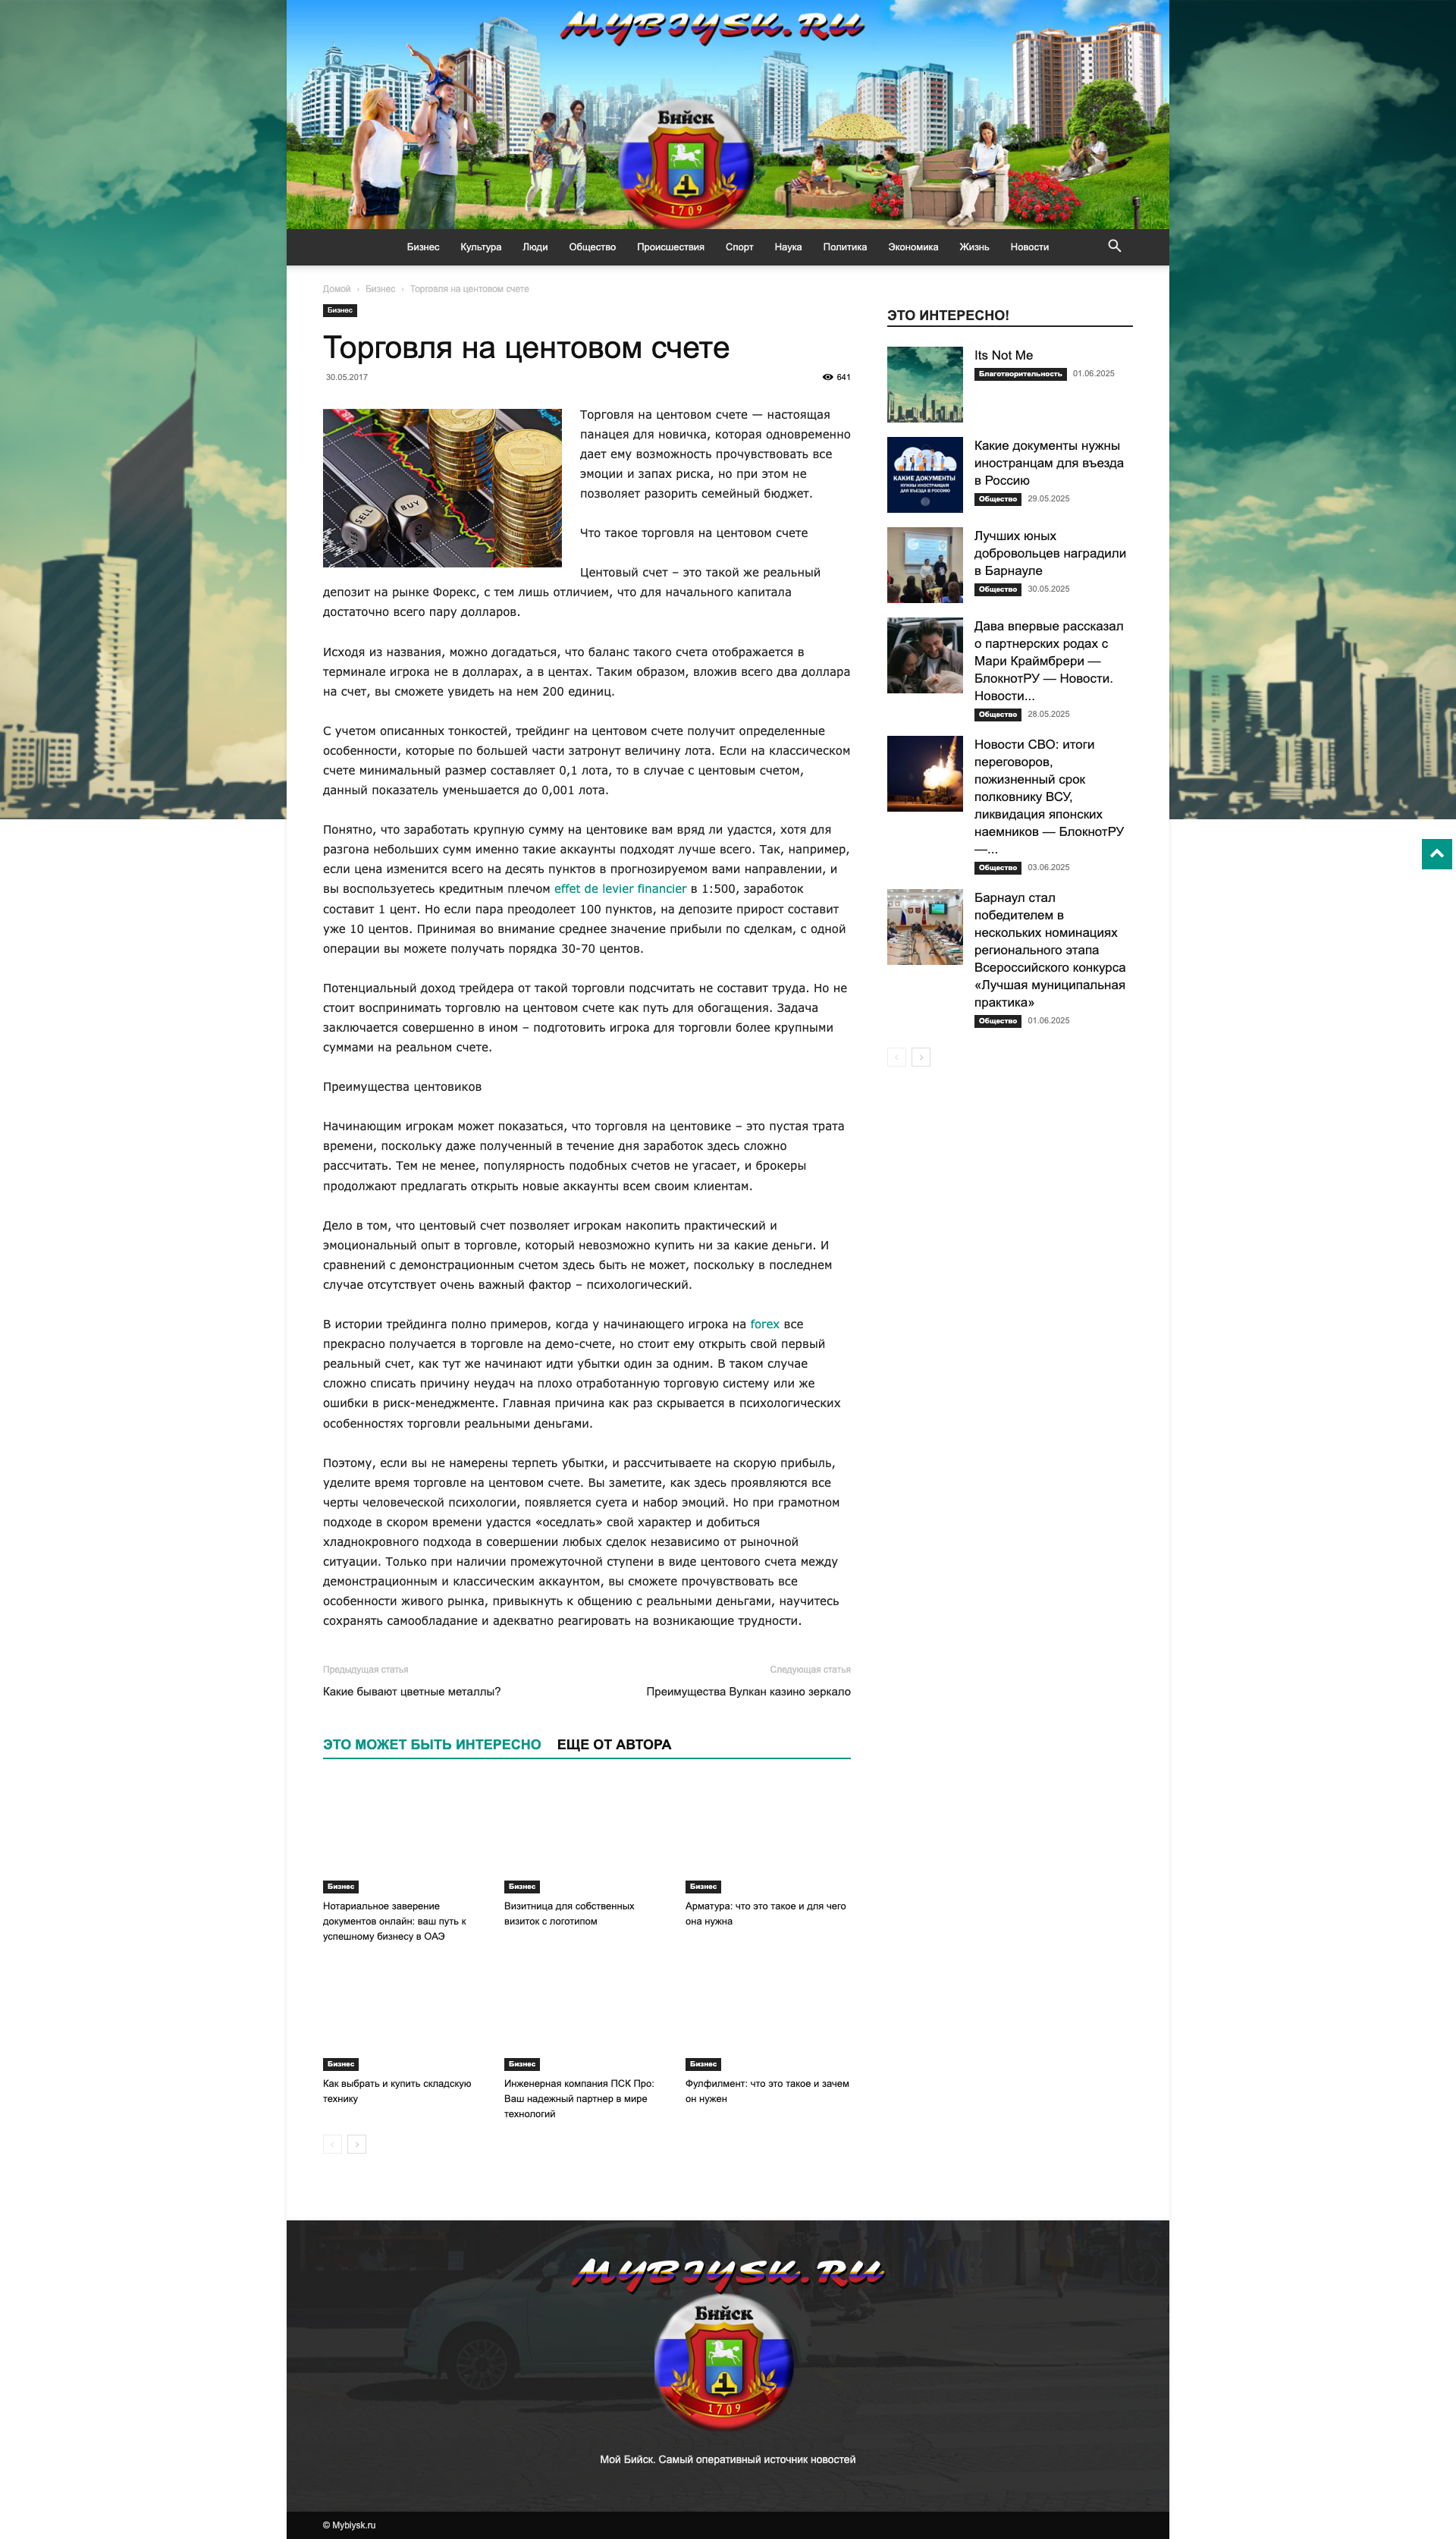 MYBIYSK.RU
Бийск
1709
Бизнес Культура Люди Общество Происшествия Спорт Наука Политика Экономика Жизнь Новости
Домой › Бизнес › Торговля на центовом счете
Бизнес
Торговля на центовом счете
30.05.2017
641
SELL
BUY
Торговля на центовом счете — настоящая
панацея для новичка, которая одновременно
дает ему возможность прочувствовать все
эмоции и запах риска, но при этом не
позволяет разорить семейный бюджет.
Что такое торговля на центовом счете
Центовый счет – это такой же реальный
депозит на рынке Форекс, с тем лишь отличием, что для начального капитала
достаточно всего пару долларов.
Исходя из названия, можно догадаться, что баланс такого счета отображается в
терминале игрока не в долларах, а в центах. Таким образом, вложив всего два доллара
на счет, вы сможете увидеть на нем 200 единиц.
С учетом описанных тонкостей, трейдинг на центовом счете получит определенные
особенности, которые по большей части затронут величину лота. Если на классическом
счете минимальный размер составляет 0,1 лота, то в случае с центовым счетом,
данный показатель уменьшается до 0,001 лота.
Понятно, что заработать крупную сумму на центовике вам вряд ли удастся, хотя для
разгона небольших сумм именно такие аккаунты подходят лучше всего. Так, например,
если цена изменится всего на десять пунктов в прогнозируемом вами направлении, и
вы воспользуетесь кредитным плечом effet de levier financier в 1:500, заработок
составит 1 цент. Но если пара преодолеет 100 пунктов, на депозите прирост составит
уже 10 центов. Принимая во внимание среднее значение прибыли по сделкам, с одной
операции вы можете получать порядка 30-70 центов.
Потенциальный доход трейдера от такой торговли подсчитать не составит труда. Но не
стоит воспринимать торговлю на центовом счете как путь для обогащения. Задача
заключается совершенно в ином – подготовить игрока для торговли более крупными
суммами на реальном счете.
Преимущества центовиков
Начинающим игрокам может показаться, что торговля на центовике – это пустая трата
времени, поскольку даже полученный в течение дня заработок здесь сложно
рассчитать. Тем не менее, популярность подобных счетов не угасает, и брокеры
продолжают предлагать открыть новые аккаунты всем своим клиентам.
Дело в том, что центовый счет позволяет игрокам накопить практический и
эмоциональный опыт в торговле, который невозможно купить ни за какие деньги. И
сравнений с демонстрационным счетом здесь быть не может, поскольку в последнем
случае отсутствует очень важный фактор – психологический.
В истории трейдинга полно примеров, когда у начинающего игрока на forex все
прекрасно получается в торговле на демо-счете, но стоит ему открыть свой первый
реальный счет, как тут же начинают идти убытки один за одним. В таком случае
сложно списать причину неудач на плохо отработанную торговую систему или же
ошибки в риск-менеджменте. Главная причина как раз скрывается в психологических
особенностях торговли реальными деньгами.
Поэтому, если вы не намерены терпеть убытки, и рассчитываете на скорую прибыль,
уделите время торговле на центовом счете. Вы заметите, как здесь проявляются все
черты человеческой психологии, появляется суета и набор эмоций. Но при грамотном
подходе в скором времени удастся «оседлать» свой характер и добиться
хладнокровного подхода в совершении любых сделок независимо от рыночной
ситуации. Только при наличии промежуточной ступени в виде центового счета между
демонстрационным и классическим аккаунтом, вы сможете прочувствовать все
особенности живого рынка, привыкнуть к общению с реальными деньгами, научитесь
сохранять самообладание и адекватно реагировать на возникающие трудности.
Предыдущая статья
Следующая статья
Какие бывают цветные металлы?
Преимущества Вулкан казино зеркало
ЭТО МОЖЕТ БЫТЬ ИНТЕРЕСНО
ЕЩЕ ОТ АВТОРА
Бизнес
Нотариальное заверение
документов онлайн: ваш путь к
успешному бизнесу в ОАЭ
Бизнес
Визитница для собственных
визиток с логотипом
Бизнес
Арматура: что это такое и для чего
она нужна
Бизнес
Как выбрать и купить складскую
технику
Бизнес
Инженерная компания ПСК Про:
Ваш надежный партнер в мире
технологий
Бизнес
Фулфилмент: что это такое и зачем
он нужен
ЭТО ИНТЕРЕСНО!
Its Not Me
Благотворительность 01.06.2025
КАКИЕ ДОКУМЕНТЫ
НУЖНЫ ИНОСТРАНЦАМ
ДЛЯ ВЪЕЗДА В РОССИЮ
Какие документы нужны
иностранцам для въезда
в Россию
Общество 29.05.2025
Лучших юных
добровольцев наградили
в Барнауле
Общество 30.05.2025
Дава впервые рассказал
о партнерских родах с
Мари Краймбрери —
БлокнотРУ — Новости.
Новости...
Общество 28.05.2025
Новости СВО: итоги
переговоров,
пожизненный срок
полковнику ВСУ,
ликвидация японских
наемников — БлокнотРУ
—...
Общество 03.06.2025
Барнаул стал
победителем в
нескольких номинациях
регионального этапа
Всероссийского конкурса
«Лучшая муниципальная
практика»
Общество 01.06.2025
MYBIYSK.RU
Бийск
1709
Мой Бийск. Самый оперативный источник новостей
© Mybiysk.ru